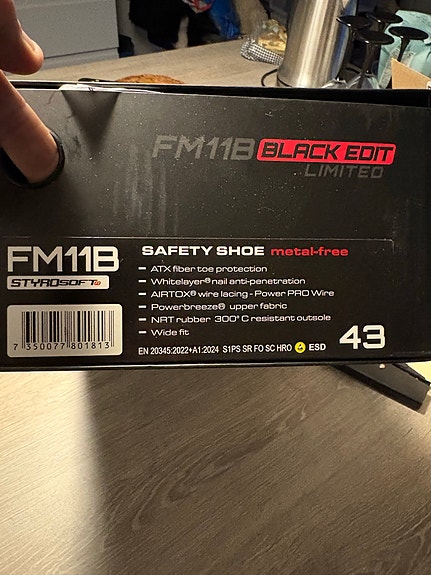 FM11B BLACK EDIT
LIMITED
FM11B
STYROSOFT
SAFETY SHOE metal-free
– ATX fiber toe protection
– Whitelayer® nail anti-penetration
– AIRTOX® wire lacing - Power PRO Wire
– Powerbreeze® upper fabric
– NRT rubber 300° C resistant outsole
– Wide fit
7 350077 801813
EN 20345:2022+A1:2024 S1PS SR FO SC HRO ESD
43